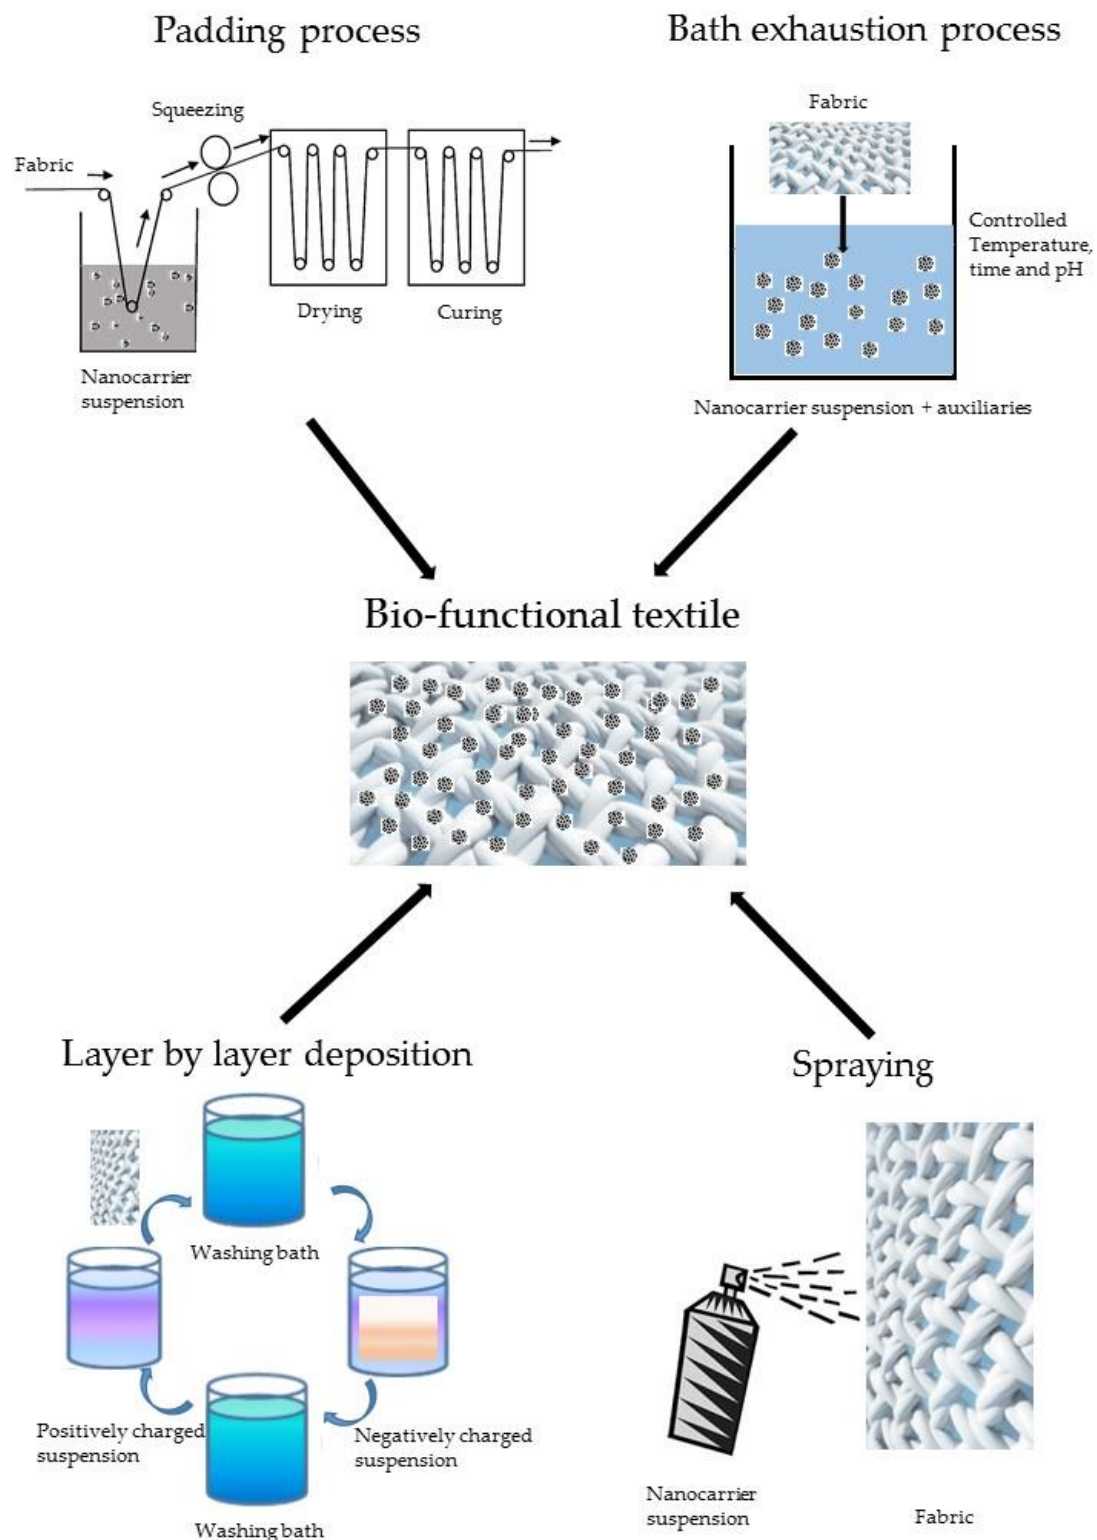 Padding process
Bath exhaustion process
Squeezing
Fabric
Fabric
Controlled
Temperature,
time and pH
Drying
Curing
Nanocarrier
suspension
Nanocarrier suspension + auxiliaries
Bio-functional textile
Layer by layer deposition
Spraying
Washing bath
Positively charged
suspension
Negatively charged
suspension
Washing bath
Nanocarrier
suspension
Fabric